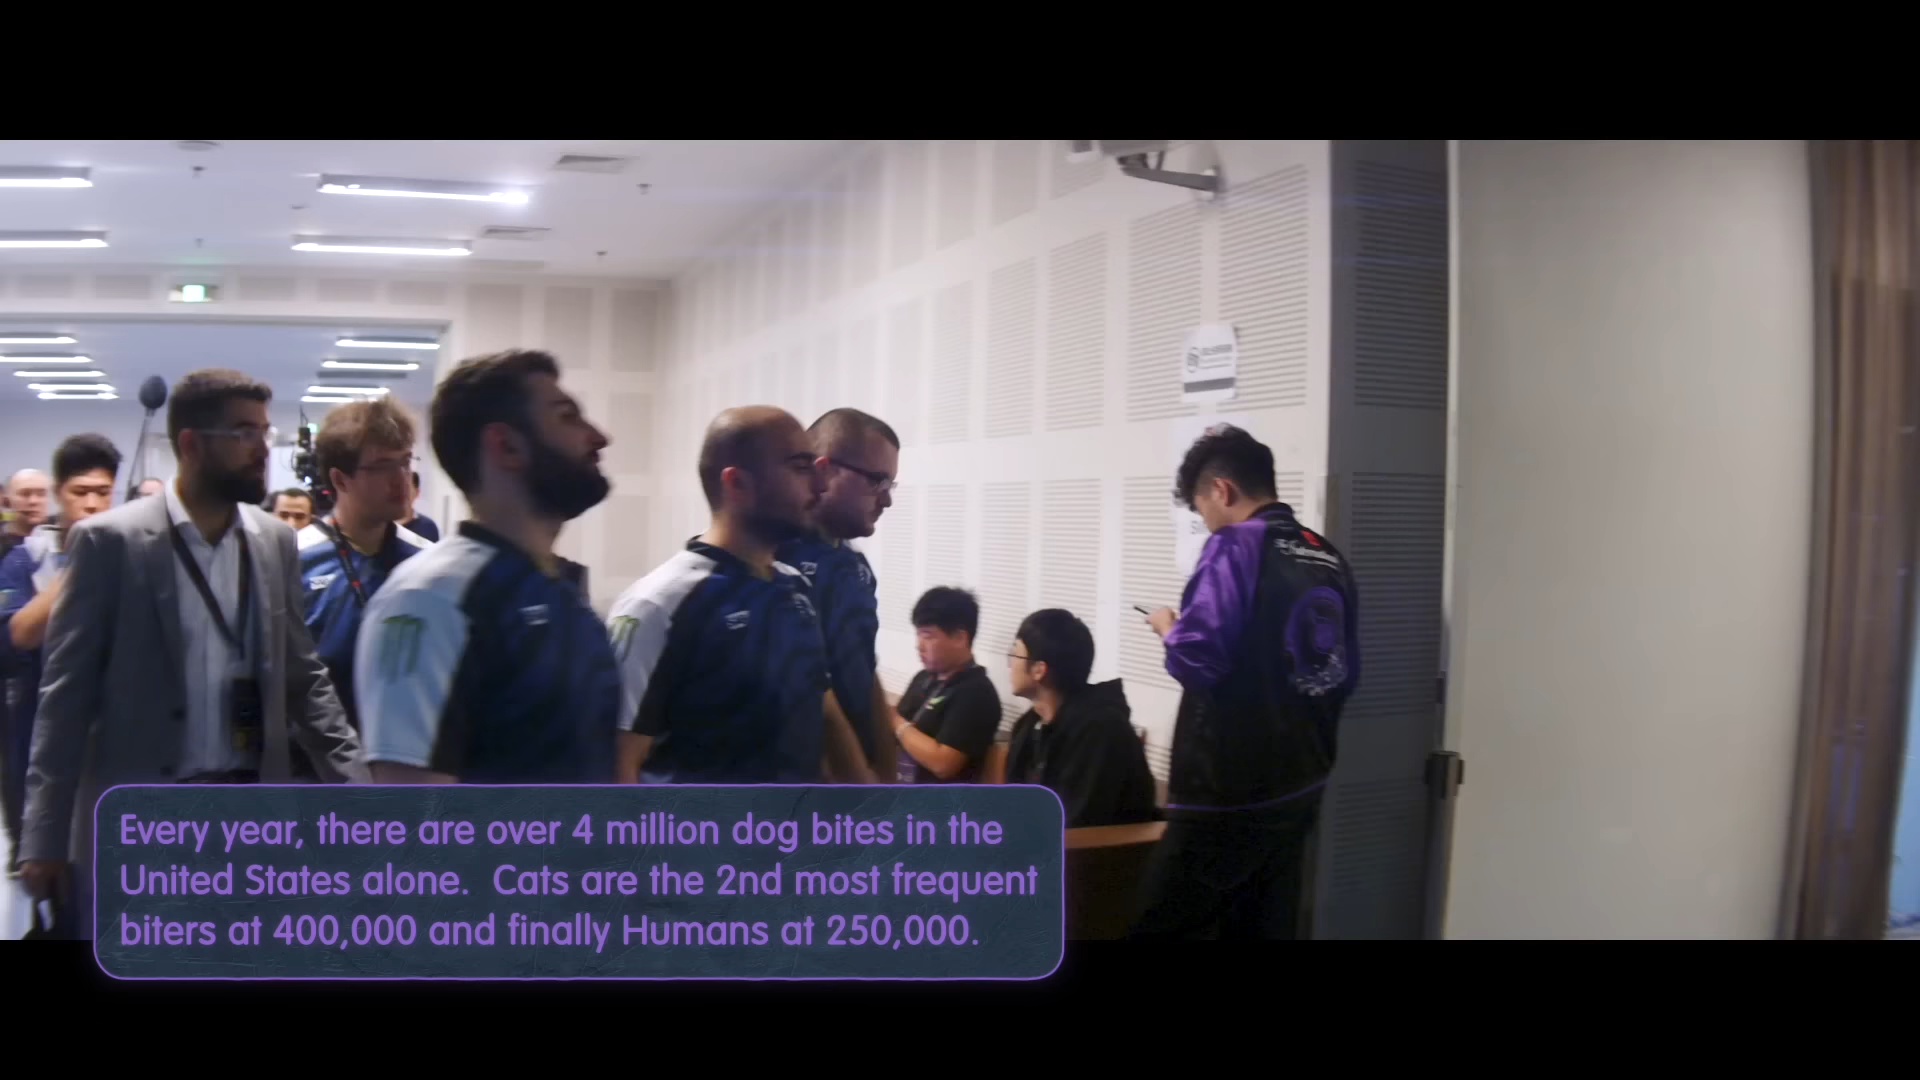 Every year, there are over 4 million dog bites in the
United States alone.  Cats are the 2nd most frequent
biters at 400,000 and finally Humans at 250,000.